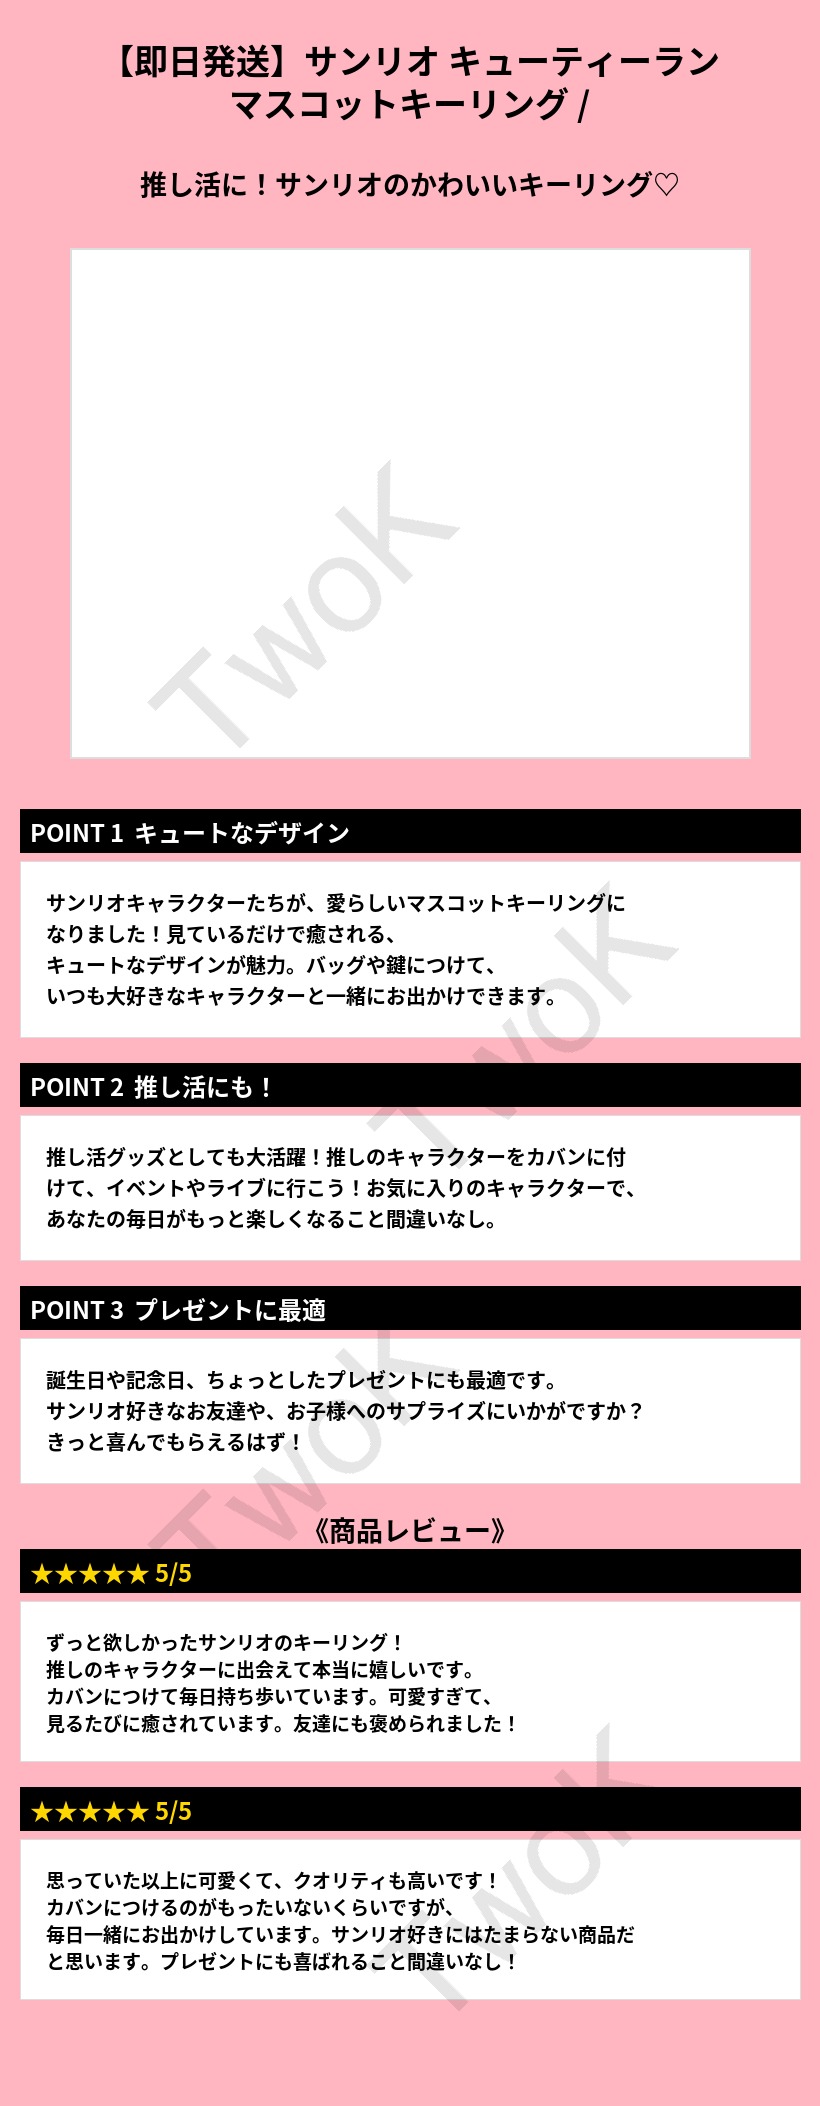 【即日発送】サンリオ キューティーラン
マスコットキーリング /
推し活に！サンリオのかわいいキーリング♡
TwoK
POINT 1 キュートなデザイン
サンリオキャラクターたちが、愛らしいマスコットキーリングに
なりました！見ているだけで癒される、
キュートなデザインが魅力。バッグや鍵につけて、
いつも大好きなキャラクターと一緒にお出かけできます。
TwoK
POINT 2 推し活にも！
推し活グッズとしても大活躍！推しのキャラクターをカバンに付
けて、イベントやライブに行こう！お気に入りのキャラクターで、
あなたの毎日がもっと楽しくなること間違いなし。
POINT 3 プレゼントに最適
誕生日や記念日、ちょっとしたプレゼントにも最適です。
サンリオ好きなお友達や、お子様へのサプライズにいかがですか？
きっと喜んでもらえるはず！
TwoK
《商品レビュー》
★★★★★ 5/5
ずっと欲しかったサンリオのキーリング！
推しのキャラクターに出会えて本当に嬉しいです。
カバンにつけて毎日持ち歩いています。可愛すぎて、
見るたびに癒されています。友達にも褒められました！
★★★★★ 5/5
思っていた以上に可愛くて、クオリティも高いです！
カバンにつけるのがもったいないくらいですが、
毎日一緒にお出かけしています。サンリオ好きにはたまらない商品だ
と思います。プレゼントにも喜ばれること間違いなし！
TwoK